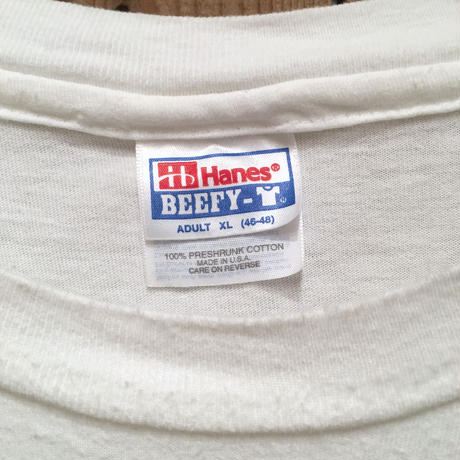 Hanes®
BEEFY-T®
ADULT XL (46-48)
100% PRESHRUNK COTTON
MADE IN U.S.A.
CARE ON REVERSE